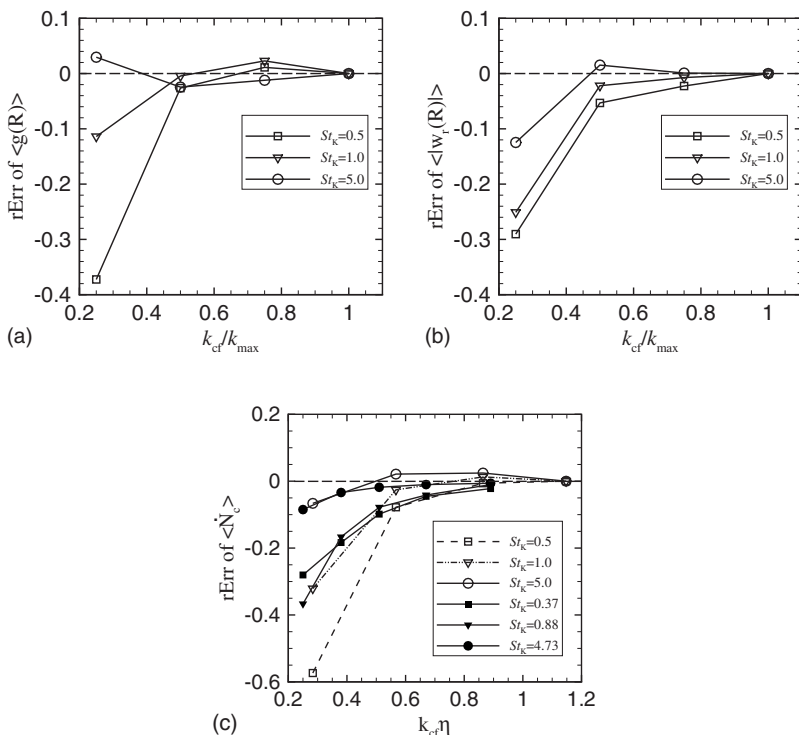 0.1
0
-0.1
-0.2
-0.3
-0.4
rErr of <g(R)>
St_K=0.5
St_K=1.0
St_K=5.0
0.2 0.4 0.6 0.8 1
k_cf/k_max
(a)
0.1
0
-0.1
-0.2
-0.3
-0.4
rErr of <|w_r(R)|>
St_K=0.5
St_K=1.0
St_K=5.0
0.2 0.4 0.6 0.8 1
k_cf/k_max
(b)
0.2
0
-0.2
-0.4
-0.6
rErr of <Ṅ_c>
St_K=0.5
St_K=1.0
St_K=5.0
St_K=0.37
St_K=0.88
St_K=4.73
0.2 0.4 0.6 0.8 1 1.2
k_cf η
(c)